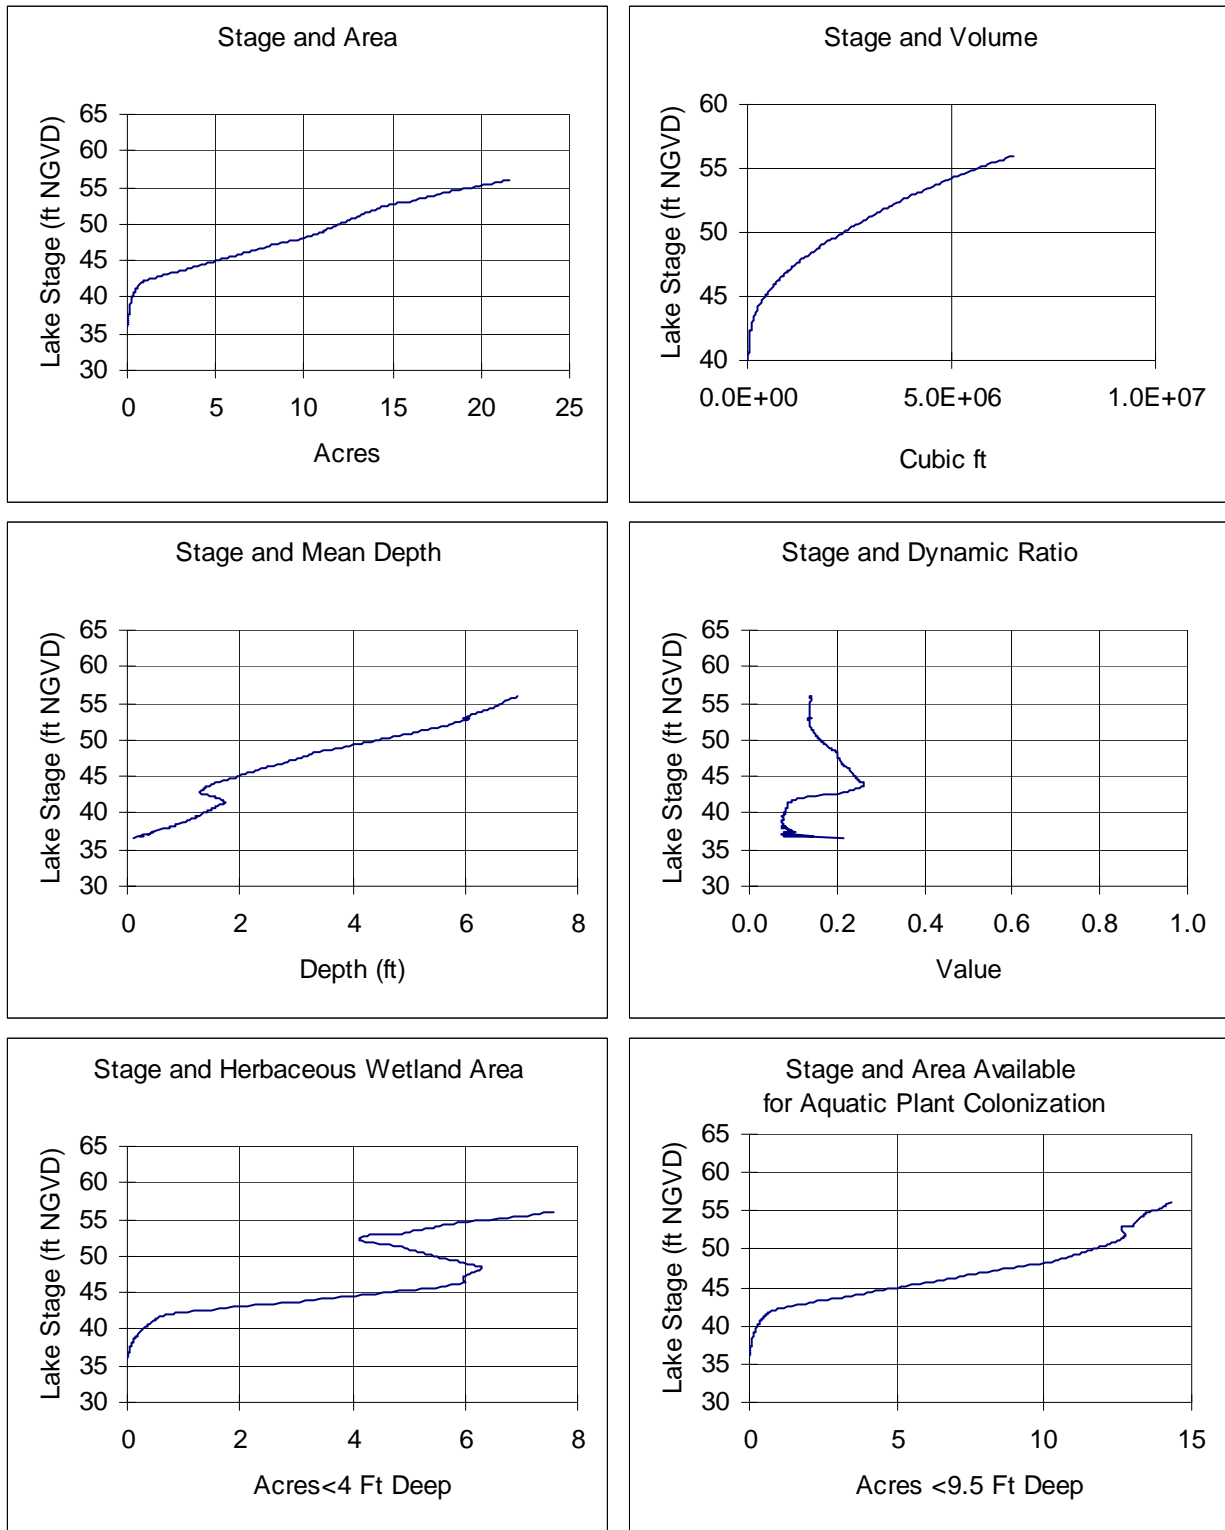 Stage and Area
Lake Stage (ft NGVD)
65
60
55
50
45
40
35
30
0 5 10 15 20 25
Acres
Stage and Volume
Lake Stage (ft NGVD)
60
55
50
45
40
0.0E+00 5.0E+06 1.0E+07
Cubic ft
Stage and Mean Depth
Lake Stage (ft NGVD)
65
60
55
50
45
40
35
30
0 2 4 6 8
Depth (ft)
Stage and Dynamic Ratio
Lake Stage (ft NGVD)
65
60
55
50
45
40
35
30
0.0 0.2 0.4 0.6 0.8 1.0
Value
Stage and Herbaceous Wetland Area
Lake Stage (ft NGVD)
65
60
55
50
45
40
35
30
0 2 4 6 8
Acres<4 Ft Deep
Stage and Area Available
for Aquatic Plant Colonization
Lake Stage (ft NGVD)
65
60
55
50
45
40
35
30
0 5 10 15
Acres <9.5 Ft Deep